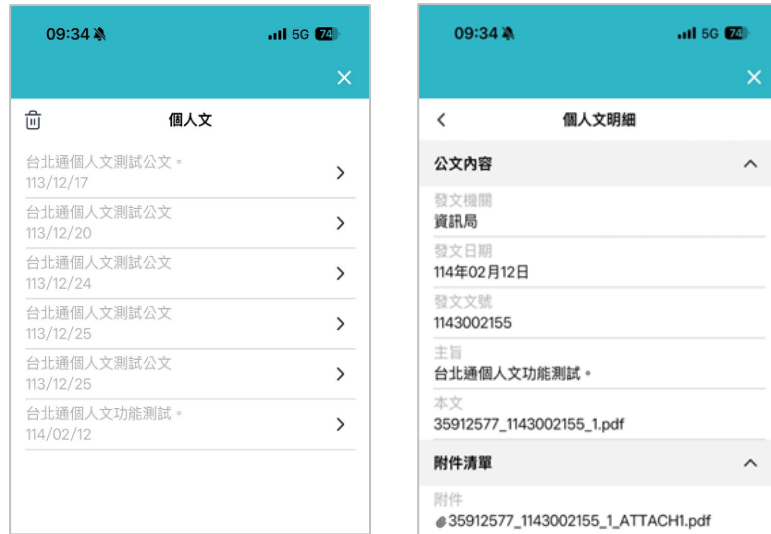 09:34
5G 74
個人文
台北通個人文測試公文。
113/12/17
台北通個人文測試公文
113/12/20
台北通個人文測試公文
113/12/24
台北通個人文測試公文
113/12/25
台北通個人文測試公文
113/12/25
台北通個人文功能測試。
114/02/12
09:34
5G 74
個人文明細
公文內容
發文機關
資訊局
發文日期
114年02月12日
發文文號
1143002155
主旨
台北通個人文功能測試。
本文
35912577_1143002155_1.pdf
附件清單
附件
35912577_1143002155_1_ATTACH1.pdf